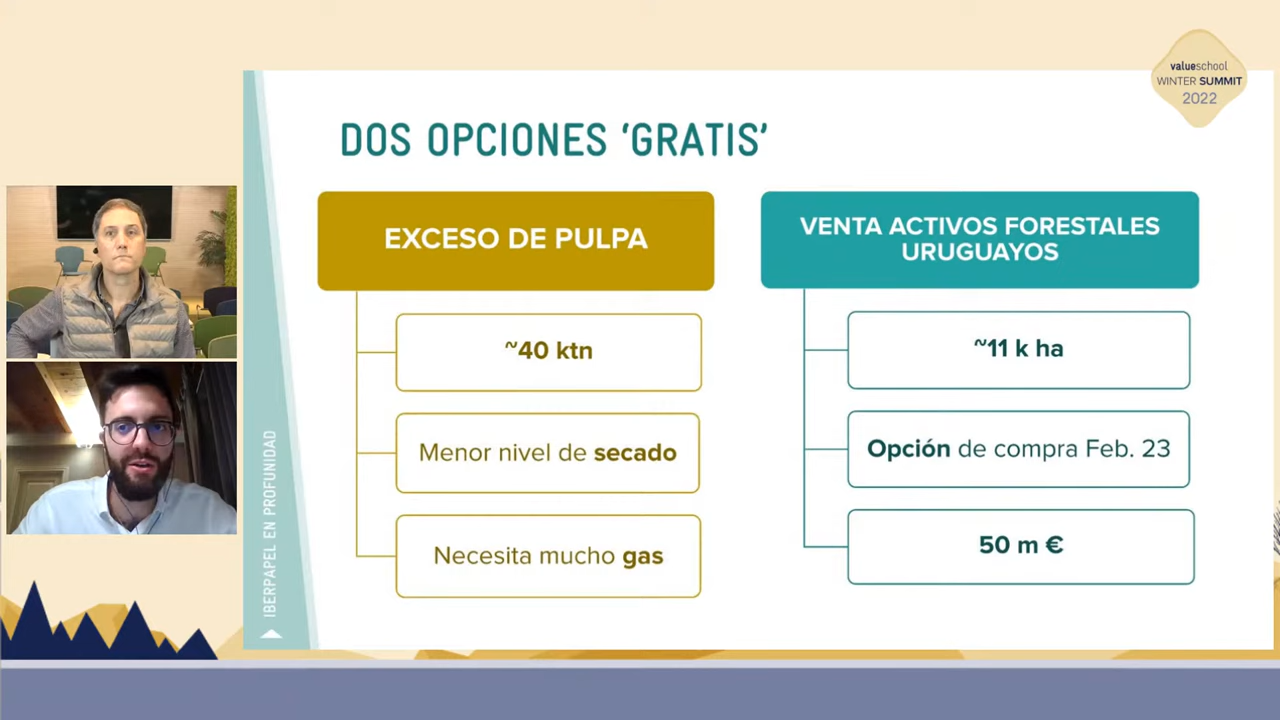 valueschool
WINTER SUMMIT
2022
DOS OPCIONES ‘GRATIS’
EXCESO DE PULPA
~40 ktn
Menor nivel de secado
Necesita mucho gas
VENTA ACTIVOS FORESTALES
URUGUAYOS
~11 k ha
Opción de compra Feb. 23
50 m €
IBERPAPEL EN PROFUNIDAD